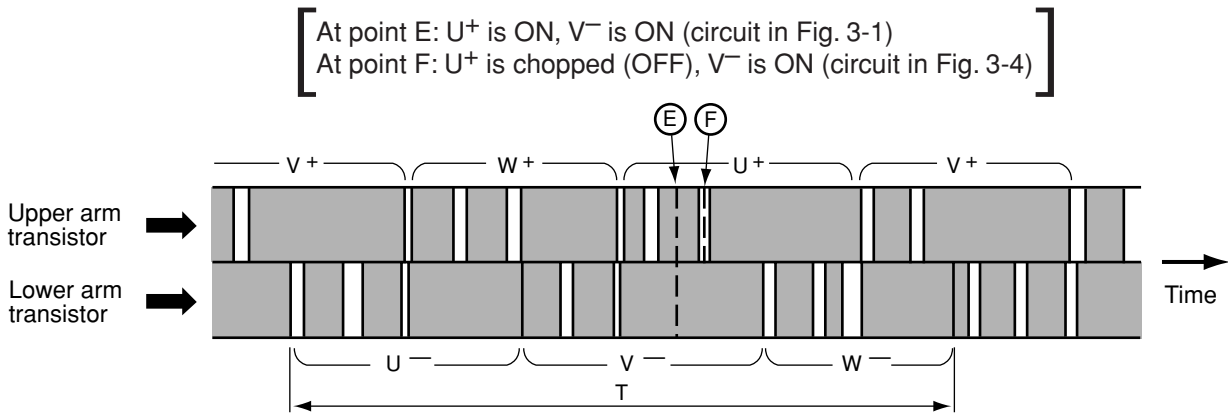 At point E: U+ is ON, V− is ON (circuit in Fig. 3-1)
At point F: U+ is chopped (OFF), V− is ON (circuit in Fig. 3-4)
E F
V+ W+ U+ V+
Upper arm
transistor
Lower arm
transistor
Time
U− V− W−
T